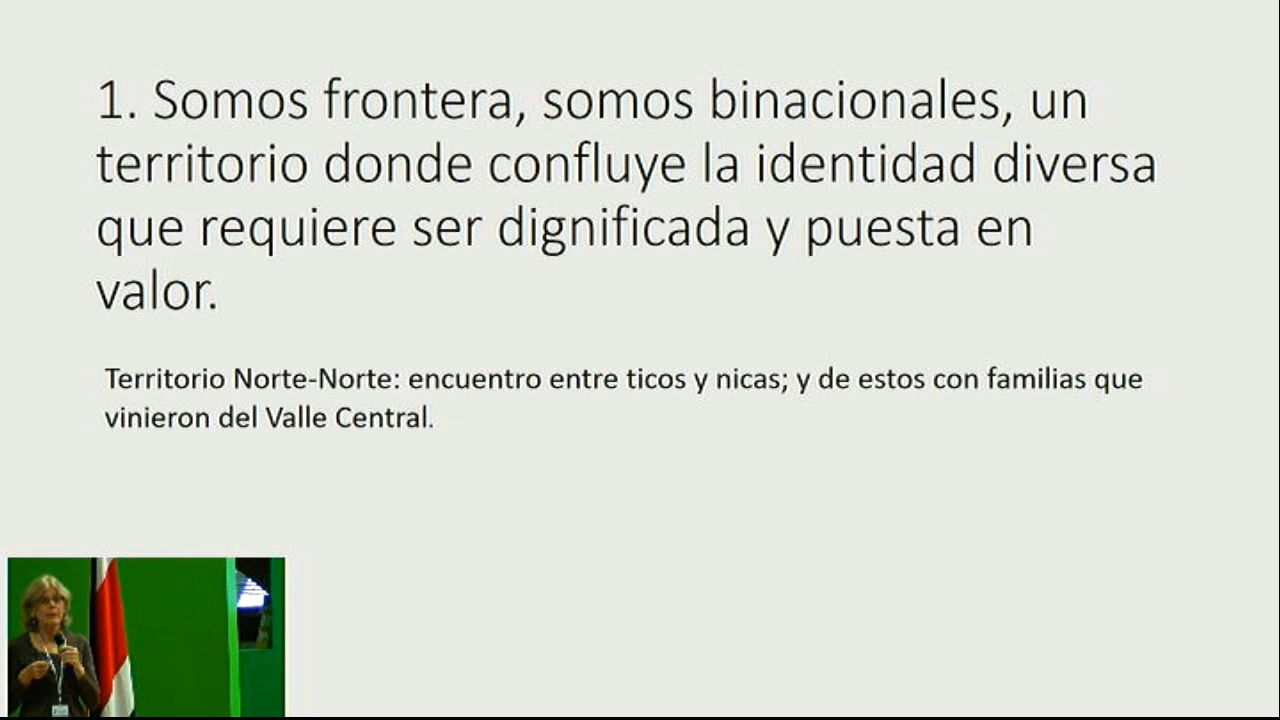 1. Somos frontera, somos binacionales, un
territorio donde confluye la identidad diversa
que requiere ser dignificada y puesta en
valor.
Territorio Norte-Norte: encuentro entre ticos y nicas; y de estos con familias que
vinieron del Valle Central.